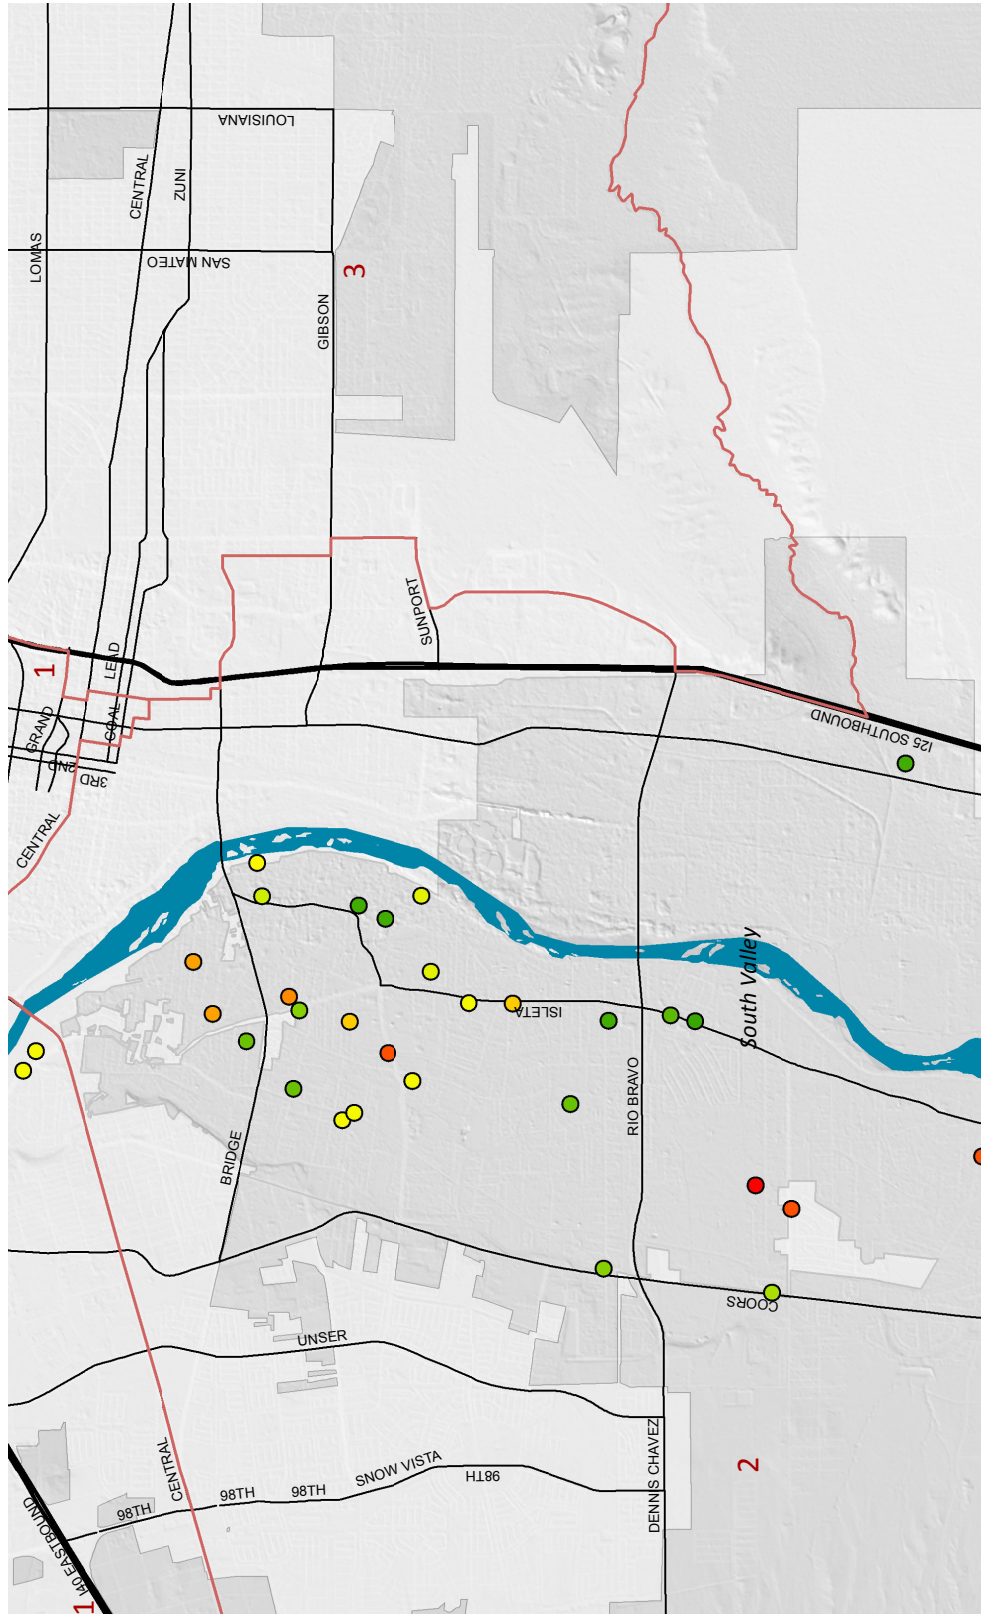 LOUISIANA
CENTRAL
ZUNI
LOMAS
SAN MATEO
3
GIBSON
SUNPORT
1
LEAD
COAL
GRAND
2ND
3RD
CENTRAL
I25 SOUTHBOUND
South Valley
ISLETA
RIO BRAVO
BRIDGE
COORS
UNSER
SNOW VISTA
98TH
DENNIS CHAVEZ
2
CENTRAL
98TH
98TH
98TH
I40 EASTBOUND
1